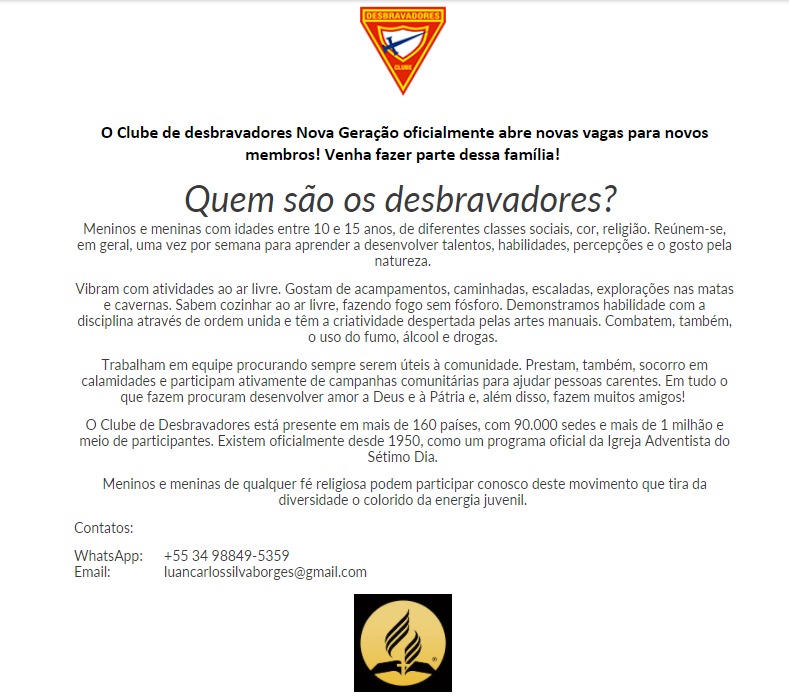 DESBRAVADORES
CLUBE
O Clube de desbravadores Nova Geração oficialmente abre novas vagas para novos
membros! Venha fazer parte dessa família!
Quem são os desbravadores?
Meninos e meninas com idades entre 10 e 15 anos, de diferentes classes sociais, cor, religião. Reúnem-se,
em geral, uma vez por semana para aprender a desenvolver talentos, habilidades, percepções e o gosto pela
natureza.
Vibram com atividades ao ar livre. Gostam de acampamentos, caminhadas, escaladas, explorações nas matas
e cavernas. Sabem cozinhar ao ar livre, fazendo fogo sem fósforo. Demonstramos habilidade com a
disciplina através de ordem unida e têm a criatividade despertada pelas artes manuais. Combatem, também,
o uso do fumo, álcool e drogas.
Trabalham em equipe procurando sempre serem úteis à comunidade. Prestam, também, socorro em
calamidades e participam ativamente de campanhas comunitárias para ajudar pessoas carentes. Em tudo o
que fazem procuram desenvolver amor a Deus e à Pátria e, além disso, fazem muitos amigos!
O Clube de Desbravadores está presente em mais de 160 países, com 90.000 sedes e mais de 1 milhão e
meio de participantes. Existem oficialmente desde 1950, como um programa oficial da Igreja Adventista do
Sétimo Dia.
Meninos e meninas de qualquer fé religiosa podem participar conosco deste movimento que tira da
diversidade o colorido da energia juvenil.
Contatos:
WhatsApp: +55 34 98849-5359
Email: luancarlossilvaborges@gmail.com
®